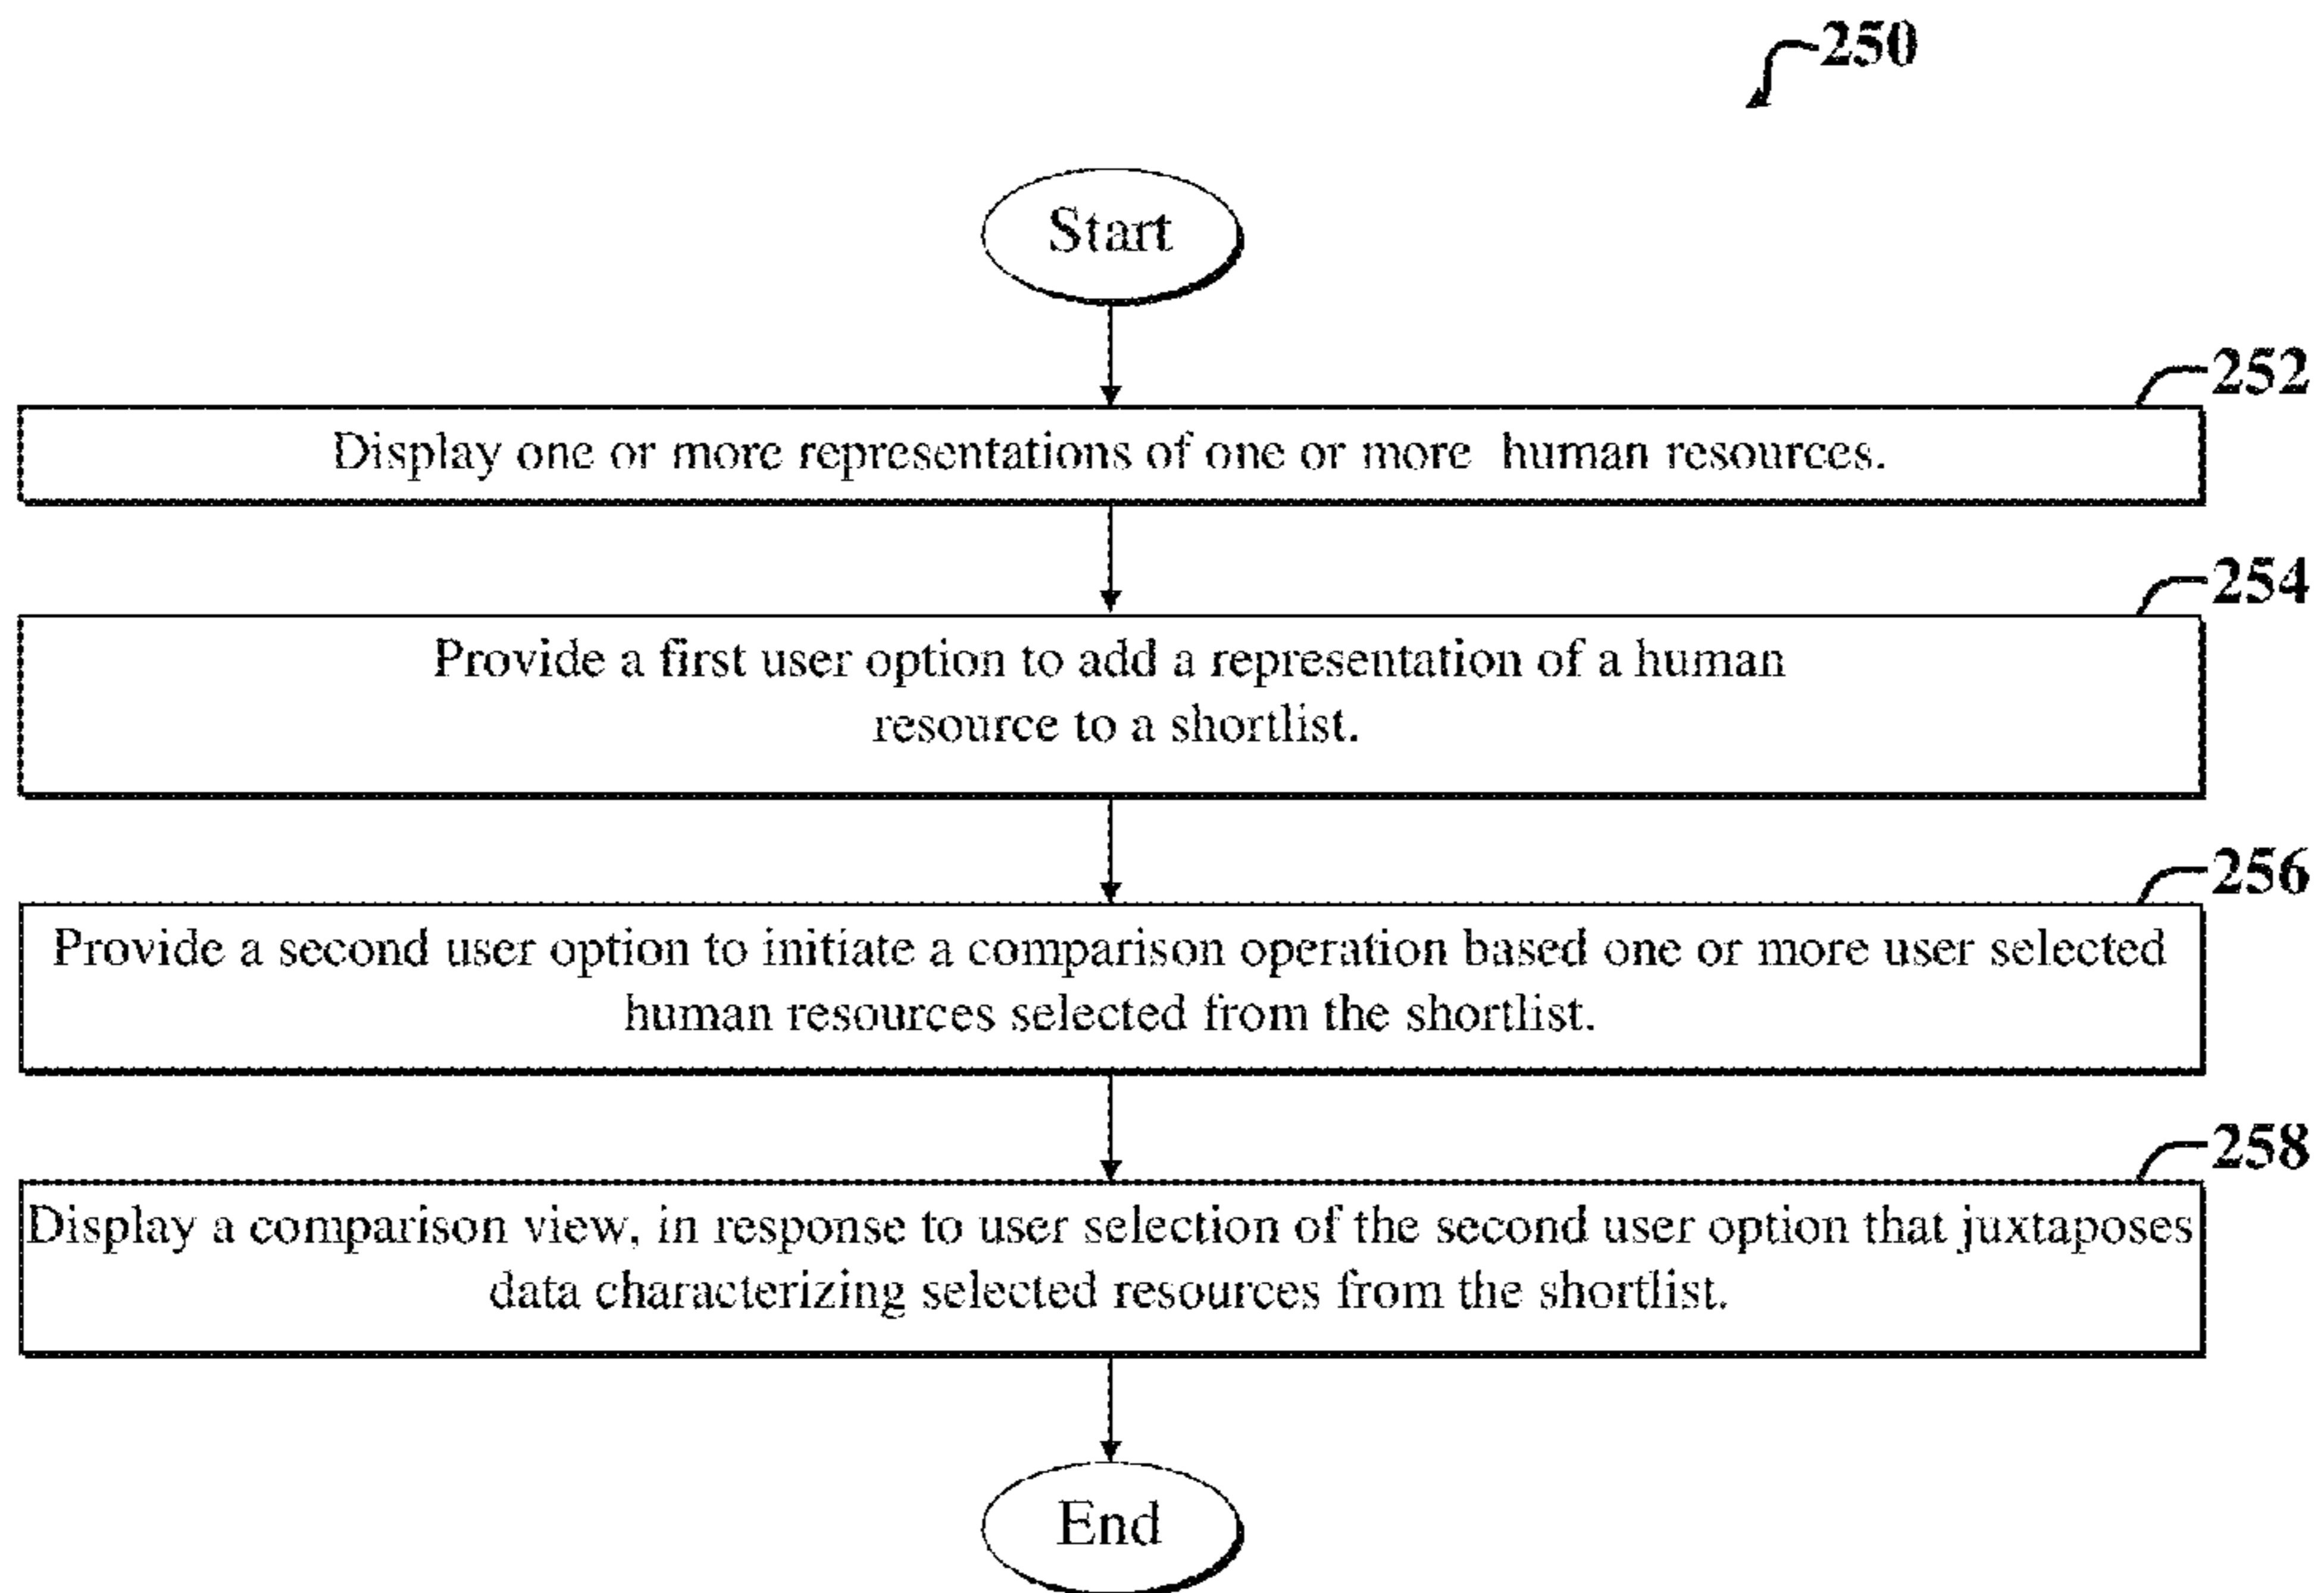 250
Start
252
Display one or more representations of one or more human resources.
254
Provide a first user option to add a representation of a human
resource to a shortlist.
256
Provide a second user option to initiate a comparison operation based one or more user selected
human resources selected from the shortlist.
258
Display a comparison view, in response to user selection of the second user option that juxtaposes
data characterizing selected resources from the shortlist.
End